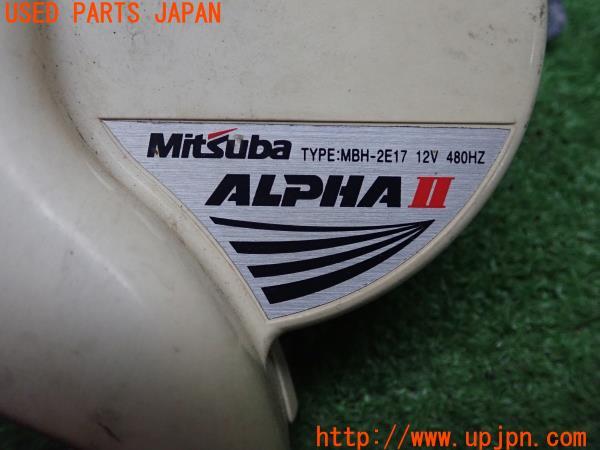 USED PARTS JAPAN
Mitsuba TYPE:MBH-2E17 12V 480HZ
ALPHA II
http://www.upjpn.com